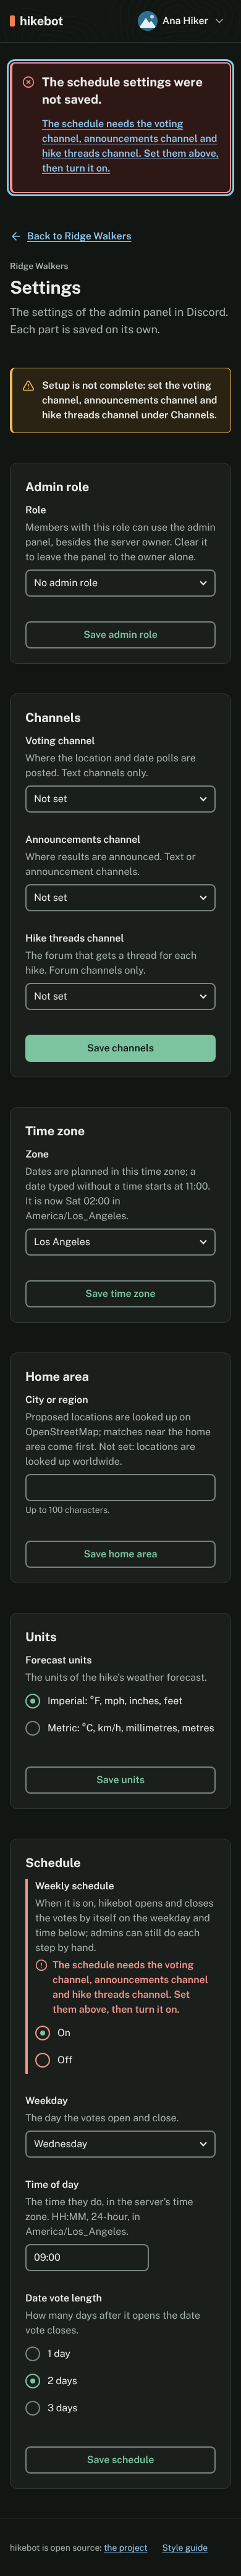 hikebot
Ana Hiker
The schedule settings were
not saved.
The schedule needs the voting
channel, announcements channel and
hike threads channel. Set them above,
then turn it on.
Back to Ridge Walkers
Ridge Walkers
Settings
The settings of the admin panel in Discord.
Each part is saved on its own.
Setup is not complete: set the voting
channel, announcements channel and
hike threads channel under Channels.
Admin role
Role
Members with this role can use the admin
panel, besides the server owner. Clear it
to leave the panel to the owner alone.
No admin role
Save admin role
Channels
Voting channel
Where the location and date polls are
posted. Text channels only.
Not set
Announcements channel
Where results are announced. Text or
announcement channels.
Not set
Hike threads channel
The forum that gets a thread for each
hike. Forum channels only.
Not set
Save channels
Time zone
Zone
Dates are planned in this time zone; a
date typed without a time starts at 11:00.
It is now Sat 02:00 in
America/Los_Angeles.
Los Angeles
Save time zone
Home area
City or region
Proposed locations are looked up on
OpenStreetMap; matches near the home
area come first. Not set: locations are
looked up worldwide.
Up to 100 characters.
Save home area
Units
Forecast units
The units of the hike's weather forecast.
Imperial: °F, mph, inches, feet
Metric: °C, km/h, millimetres, metres
Save units
Schedule
Weekly schedule
When it is on, hikebot opens and closes
the votes by itself on the weekday and
time below; admins can still do each
step by hand.
The schedule needs the voting
channel, announcements channel
and hike threads channel. Set
them above, then turn it on.
On
Off
Weekday
The day the votes open and close.
Wednesday
Time of day
The time they do, in the server's time
zone. HH:MM, 24-hour, in
America/Los_Angeles.
09:00
Date vote length
How many days after it opens the date
vote closes.
1 day
2 days
3 days
Save schedule
hikebot is open source: the project
Style guide